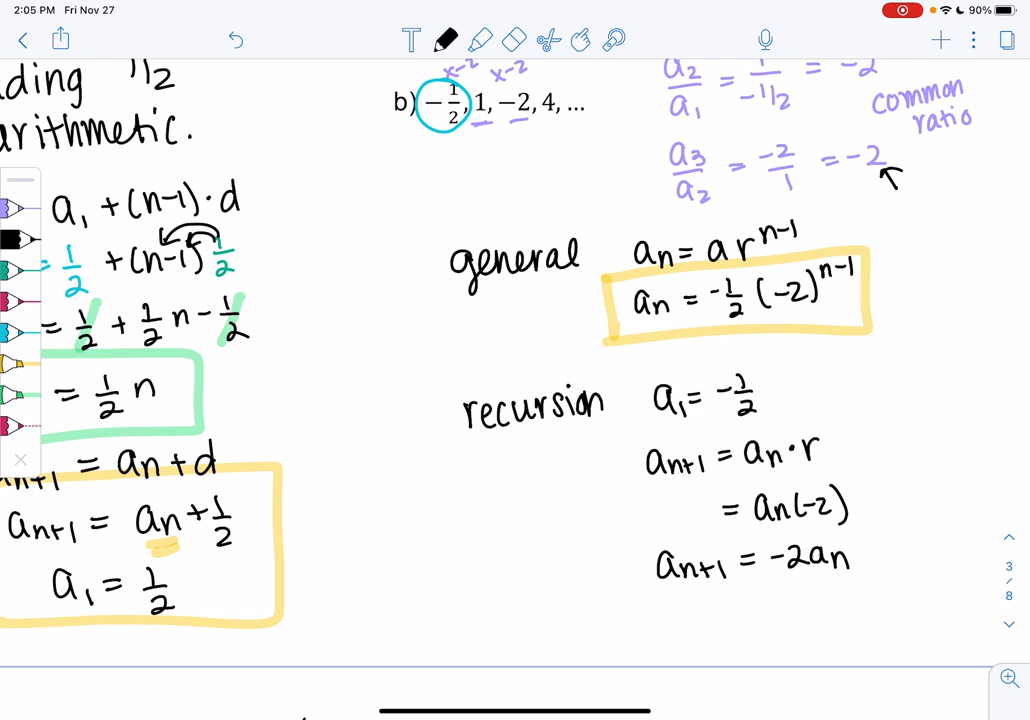 2:05 PM Fri Nov 27
90%
ding 1/2
arithmetic.
a₁ + (n-1) · d
= 1/2 + (n-1) 1/2
= 1/2 + 1/2 n - 1/2
= 1/2 n
an+1 = an + d
an+1 = an + 1/2
a₁ = 1/2
x-2 x-2
b) −1/2, 1, −2, 4, ...
a2/a1 = 1/-1/2 = -2
common
ratio
a3/a2 = -2/1 = -2
general an = a r^n-1
an = -1/2 (-2)^n-1
recursion a₁ = -1/2
an+1 = an · r
= an(-2)
an+1 = -2an
3
/
8